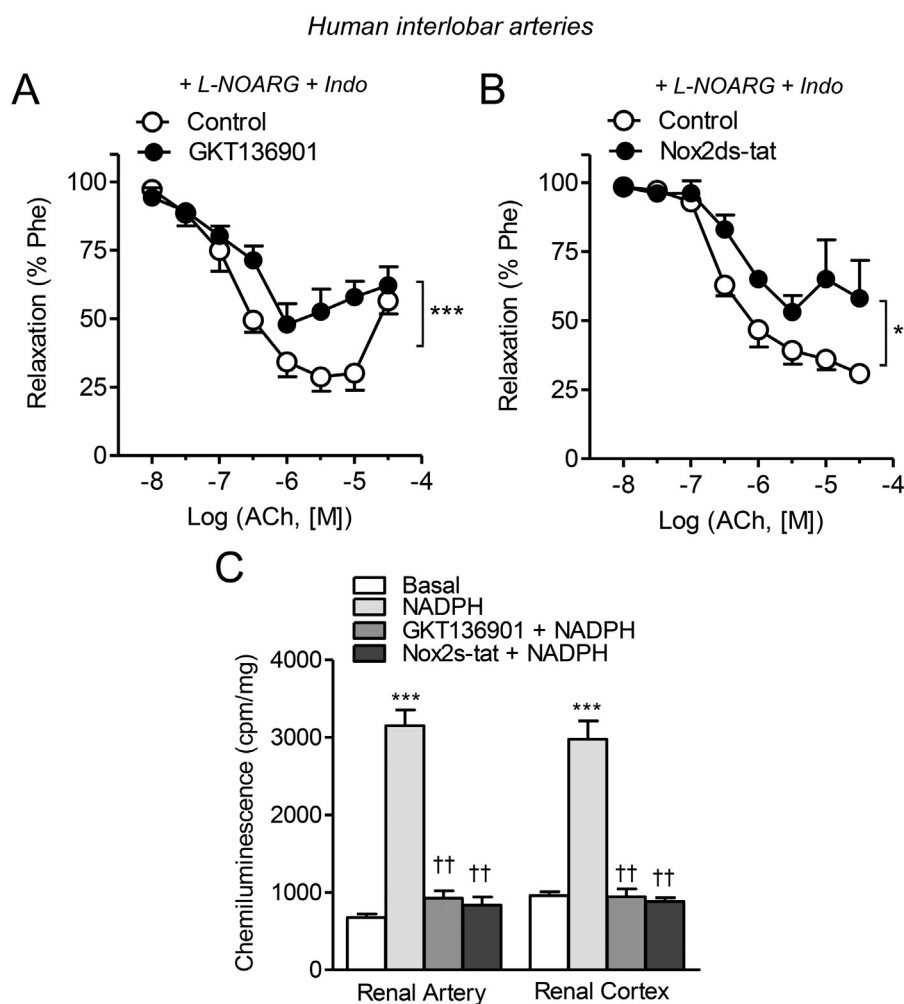 Human interlobar arteries
A
+ L-NOARG + Indo
Control
GKT136901
Relaxation (% Phe)
100
75
50
25
0
***
-8 -7 -6 -5 -4
Log (ACh, [M])
B
+ L-NOARG + Indo
Control
Nox2ds-tat
Relaxation (% Phe)
100
75
50
25
0
*
-8 -7 -6 -5 -4
Log (ACh, [M])
C
Basal
NADPH
GKT136901 + NADPH
Nox2s-tat + NADPH
Chemiluminescence (cpm/mg)
4000
3000
2000
1000
0
*** ***
†† †† †† ††
Renal Artery Renal Cortex